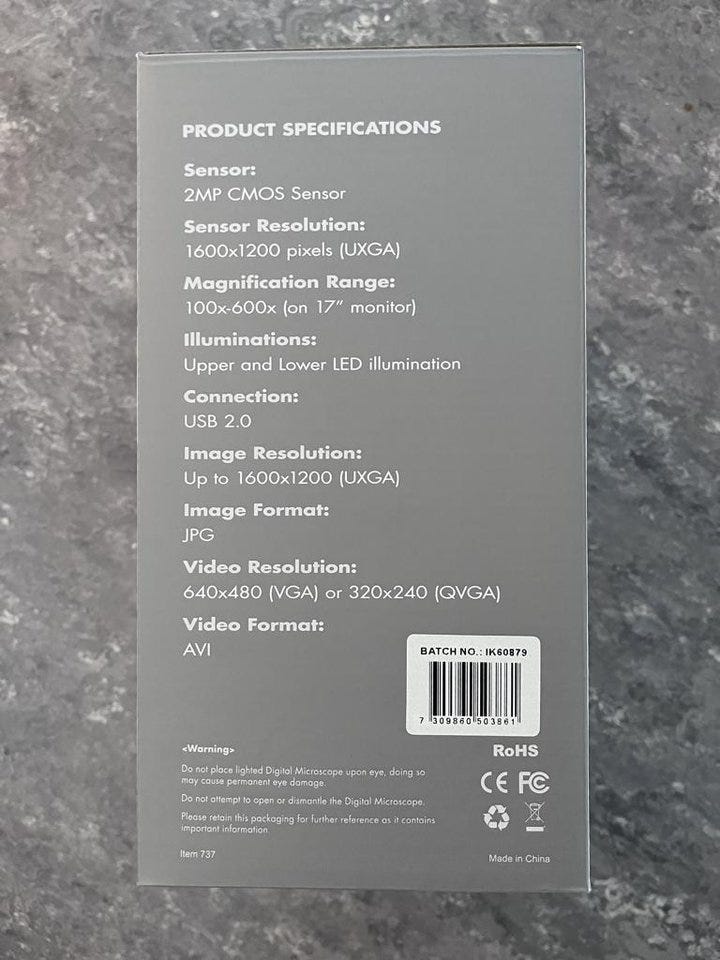 PRODUCT SPECIFICATIONS
Sensor:
2MP CMOS Sensor
Sensor Resolution:
1600x1200 pixels (UXGA)
Magnification Range:
100x-600x (on 17” monitor)
Illuminations:
Upper and Lower LED illumination
Connection:
USB 2.0
Image Resolution:
Up to 1600x1200 (UXGA)
Image Format:
JPG
Video Resolution:
640x480 (VGA) or 320x240 (QVGA)
Video Format:
AVI
BATCH NO.: IK60879
7 309860 503861
<Warning>
Do not place lighted Digital Microscope upon eye, doing so
may cause permanent eye damage.
Do not attempt to open or dismantle the Digital Microscope.
Please retain this packaging for further reference as it contains
important information.
Item 737
RoHS
CE FC
Made in China